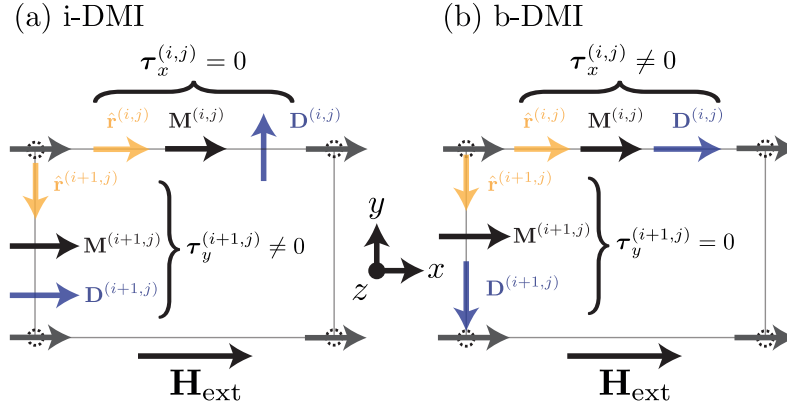 (a) i-DMI
τ_x^(i,j) = 0
r̂^(i,j) M^(i,j) D^(i,j)
r̂^(i+1,j)
M^(i+1,j) τ_y^(i+1,j) ≠ 0
D^(i+1,j)
H_ext
y
x
z
(b) b-DMI
τ_x^(i,j) ≠ 0
r̂^(i,j) M^(i,j) D^(i,j)
r̂^(i+1,j)
M^(i+1,j) τ_y^(i+1,j) = 0
D^(i+1,j)
H_ext